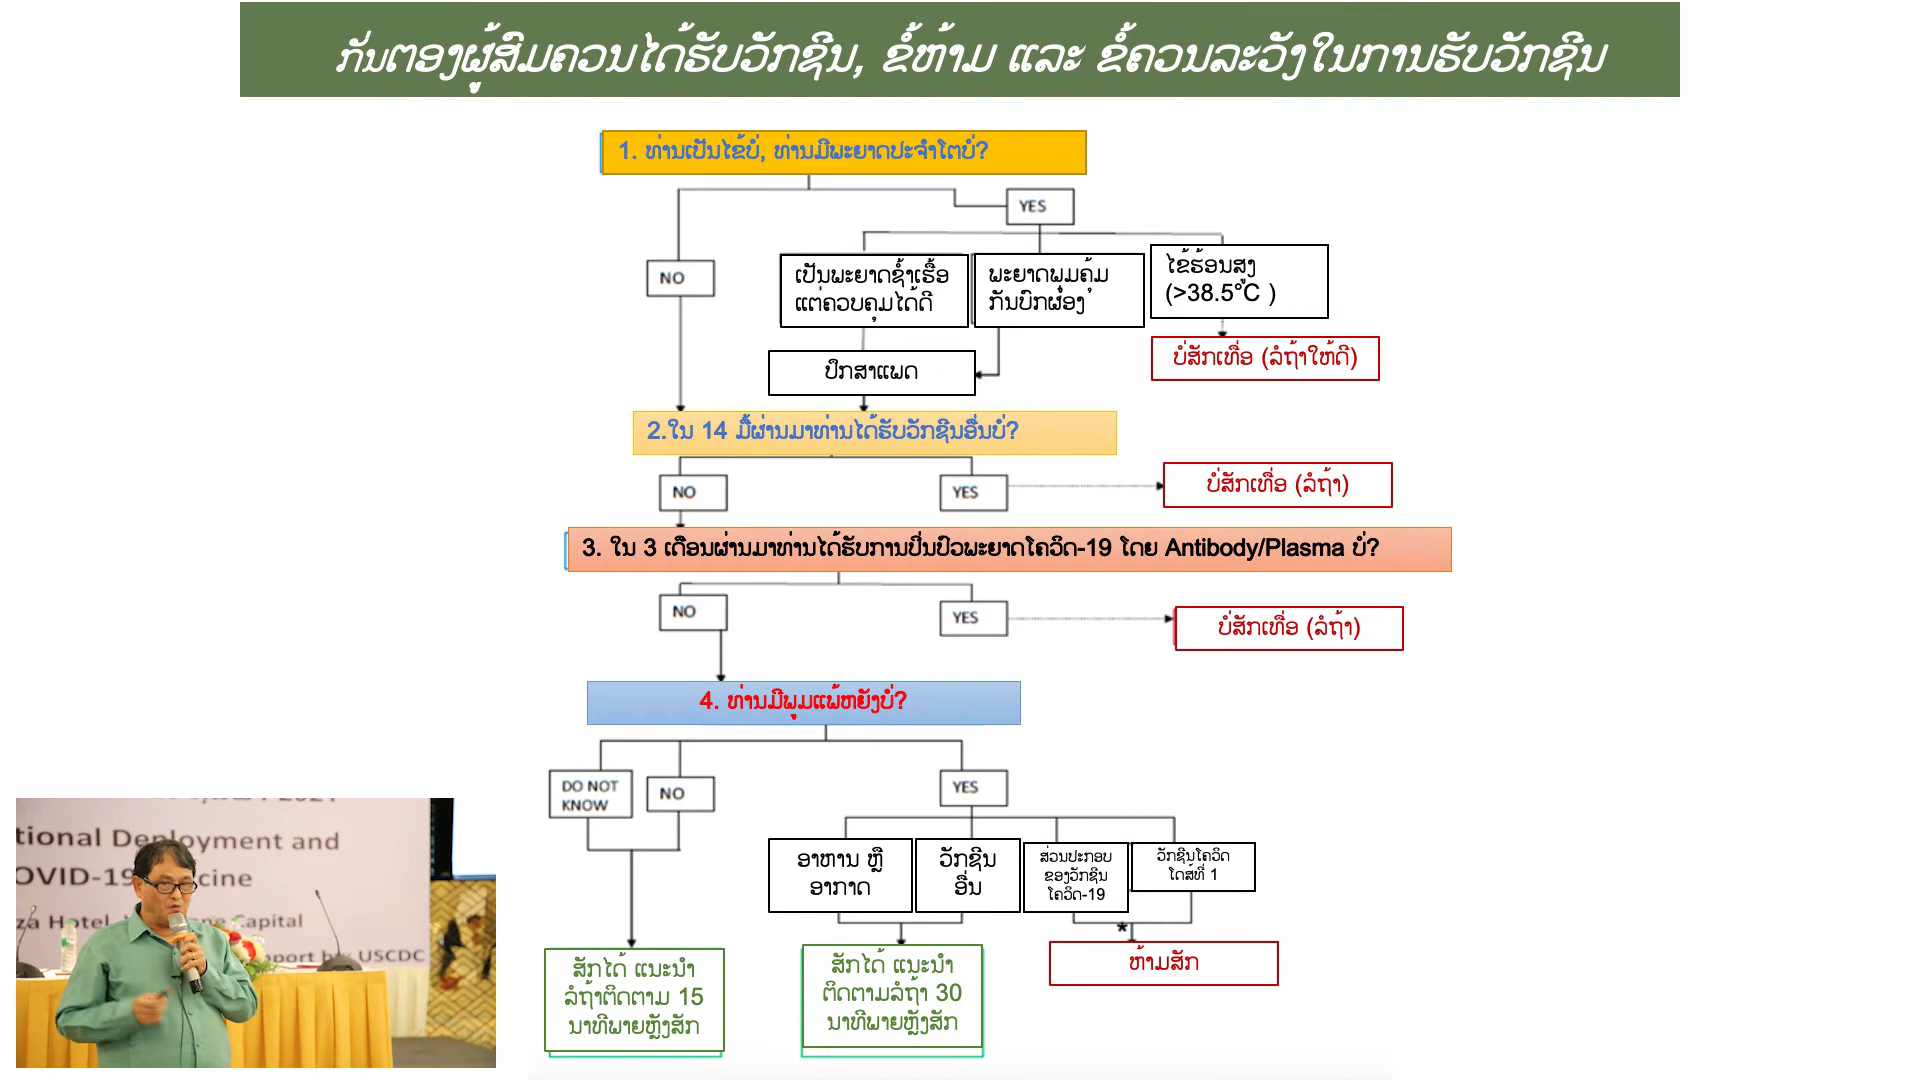 ກັ່ນຕອງຜູ້ສົມຄວນໄດ້ຮັບວັກຊີນ, ຂໍ້ຫ້າມ ແລະ ຂໍ້ຄວນລະວັງໃນການຮັບວັກຊີນ
1. ທ່ານເປັນໄຂ້ບໍ່, ທ່ານມີພະຍາດປະຈຳໂຕບໍ່?
YES
NO
ເປັນພະຍາດຊໍ້າເຮື້ອ
ແຕ່ຄວບຄຸມໄດ້ດີ
ພະຍາດພູມຄຸ້ມ
ກັນບົກຜ່ອງ
ໄຂ້ຮ້ອນສູງ
(>38.5°C )
ບໍ່ສັກເທື່ອ (ລໍຖ້າໃຫ້ດີ)
ປຶກສາແພດ
2.ໃນ 14 ມື້ຜ່ານມາທ່ານໄດ້ຮັບວັກຊີນອື່ນບໍ່?
NO
YES
ບໍ່ສັກເທື່ອ (ລໍຖ້າ)
3. ໃນ 3 ເດືອນຜ່ານມາທ່ານໄດ້ຮັບການປິ່ນປົວພະຍາດໂຄວິດ-19 ໂດຍ Antibody/Plasma ບໍ່?
NO
YES
ບໍ່ສັກເທື່ອ (ລໍຖ້າ)
4. ທ່ານມີພູມແພ້ຫຍັງບໍ່?
DO NOT
KNOW
NO
YES
ອາຫານ ຫຼື
ອາກາດ
ວັກຊີນ
ອື່ນ
ສ່ວນປະກອບ
ຂອງວັກຊີນ
ໂຄວິດ-19
ວັກຊີນໂຄວິດ
ໂດສທີ່ 1
*
ຫ້າມສັກ
ສັກໄດ້ ແນະນຳ
ລໍຖ້າຕິດຕາມ 15
ນາທີພາຍຫຼັງສັກ
ສັກໄດ້ ແນະນຳ
ຕິດຕາມລໍຖ້າ 30
ນາທີພາຍຫຼັງສັກ
Deployment and
Hotel
Capital
USCDC